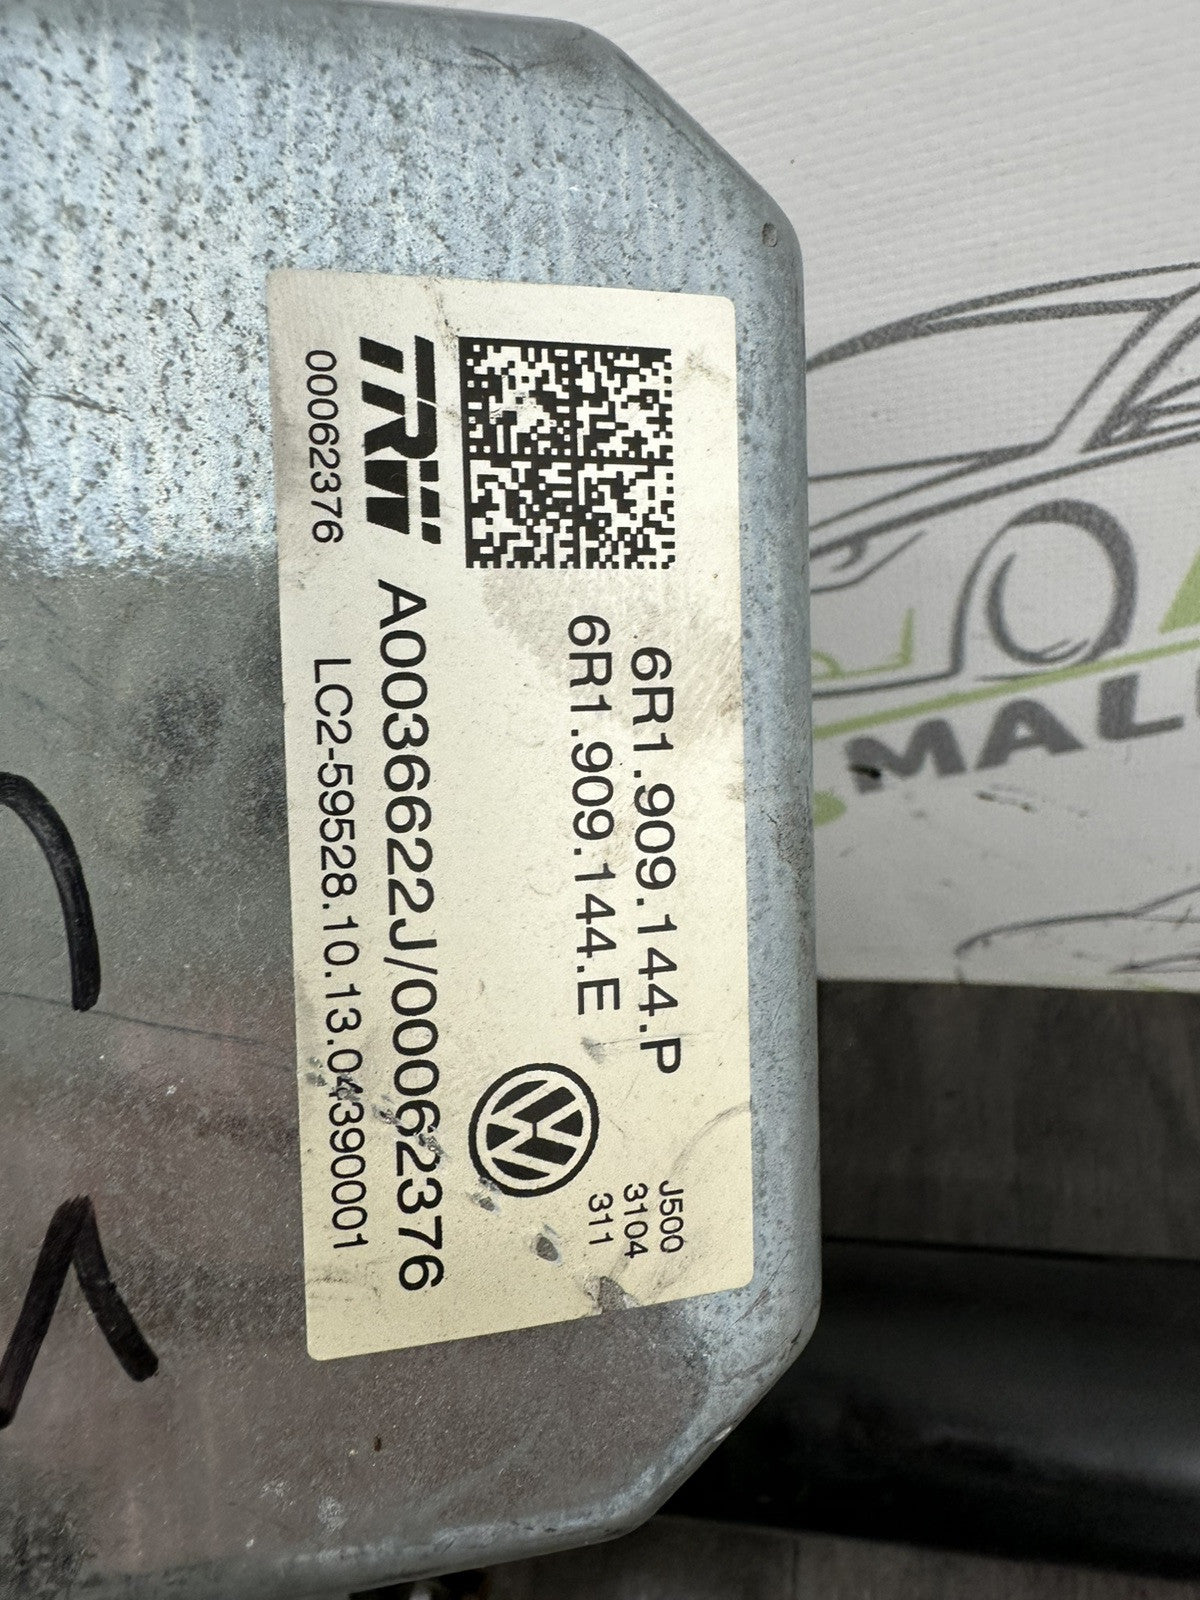 6R1.909.144.P
6R1.909.144.E
J500
3104
311
TRW
A0036622J/00062376
00062376
LC2-59528.10.13.04390001
MAL